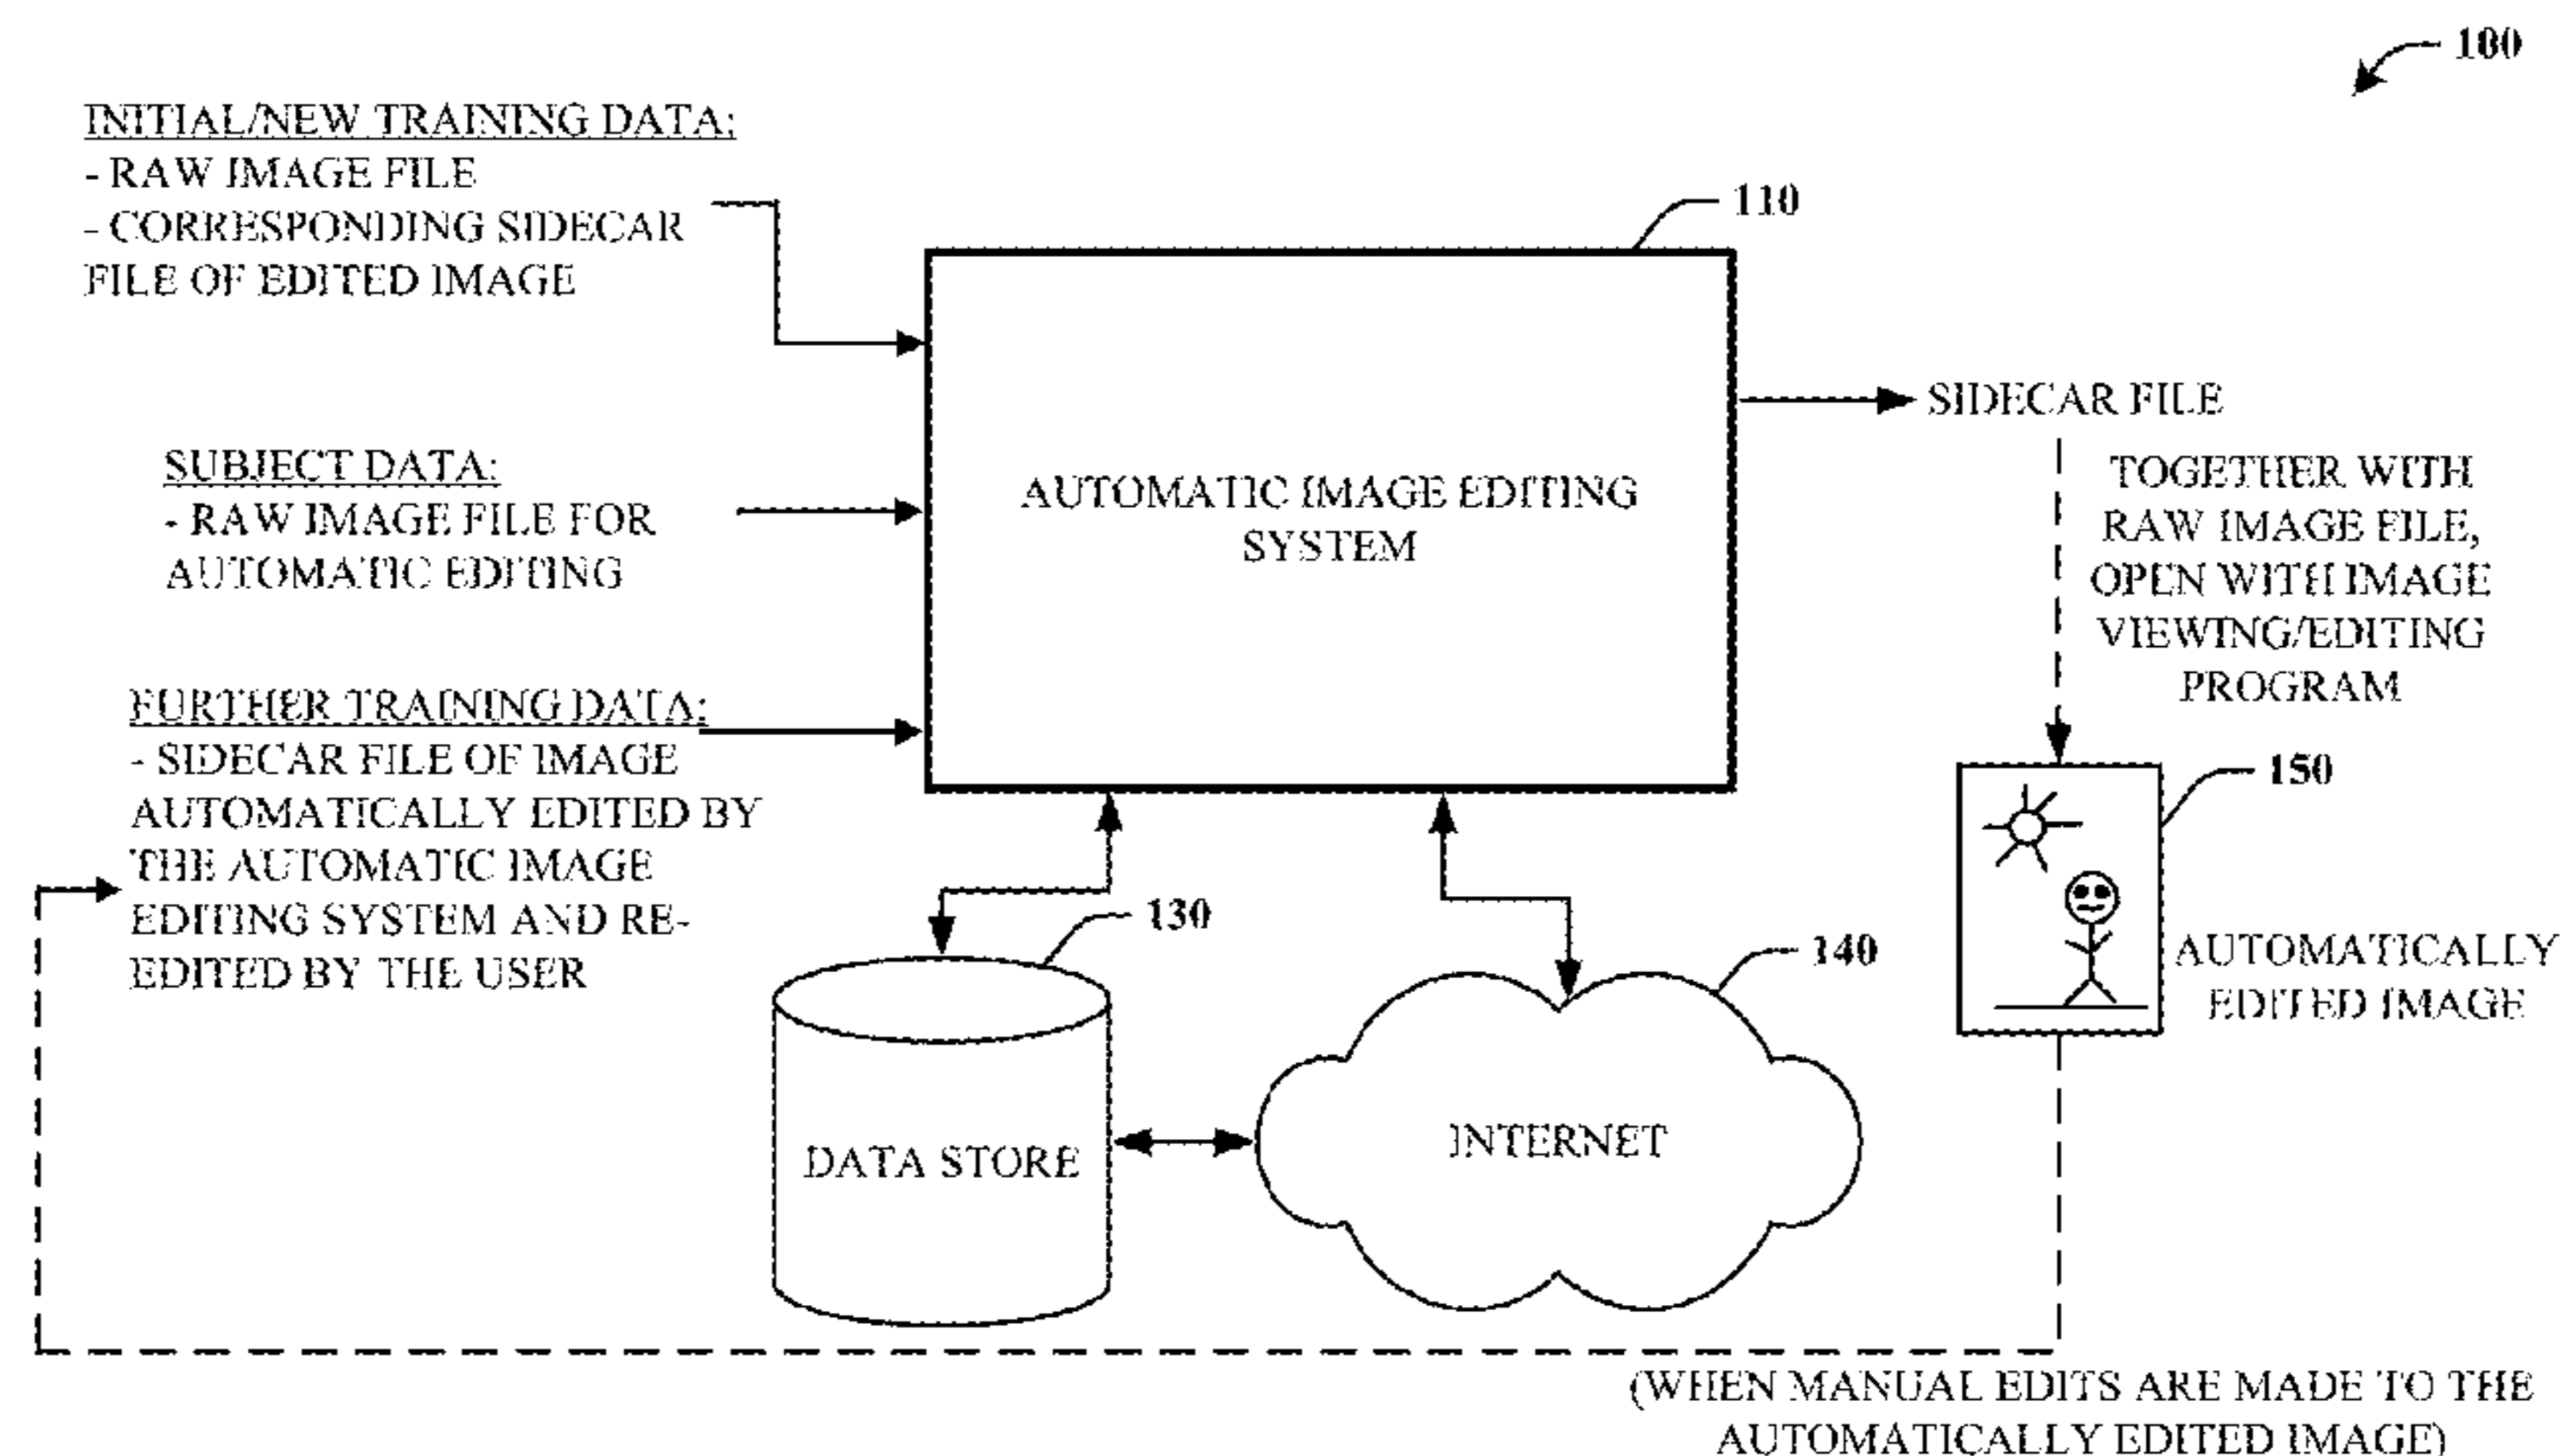 100
INITIAL/NEW TRAINING DATA:
- RAW IMAGE FILE
- CORRESPONDING SIDECAR
FILE OF EDITED IMAGE
110
AUTOMATIC IMAGE EDITING
SYSTEM
SIDECAR FILE
SUBJECT DATA:
- RAW IMAGE FILE FOR
AUTOMATIC EDITING
TOGETHER WITH
RAW IMAGE FILE,
OPEN WITH IMAGE
VIEWING/EDITING
PROGRAM
FURTHER TRAINING DATA:
- SIDECAR FILE OF IMAGE
AUTOMATICALLY EDITED BY
THE AUTOMATIC IMAGE
EDITING SYSTEM AND RE-
EDITED BY THE USER
150
AUTOMATICALLY
EDITED IMAGE
130
DATA STORE
140
INTERNET
(WHEN MANUAL EDITS ARE MADE TO THE
AUTOMATICALLY EDITED IMAGE)